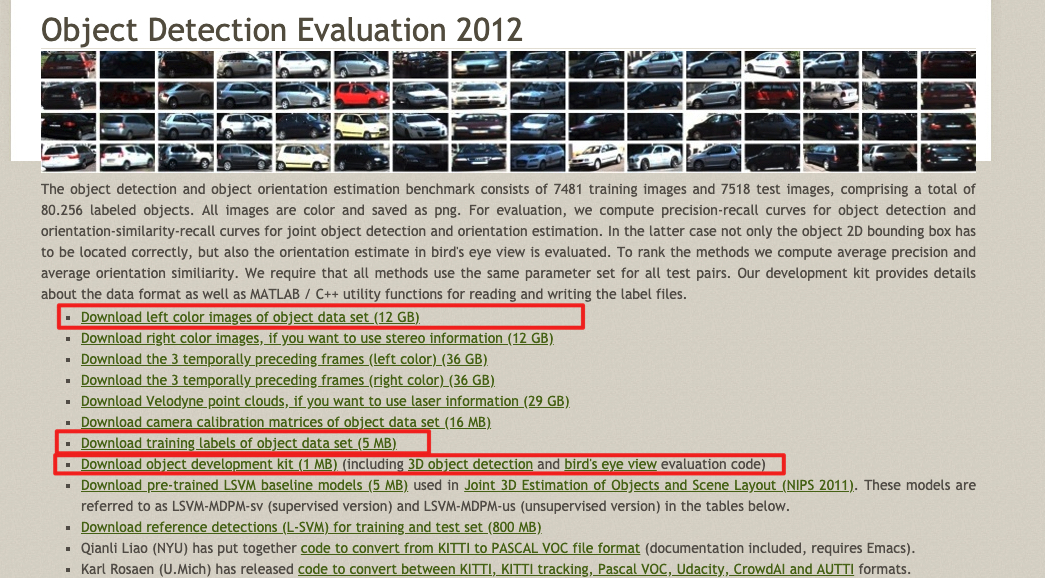 Object Detection Evaluation 2012
The object detection and object orientation estimation benchmark consists of 7481 training images and 7518 test images, comprising a total of
80.256 labeled objects. All images are color and saved as png. For evaluation, we compute precision-recall curves for object detection and
orientation-similarity-recall curves for joint object detection and orientation estimation. In the latter case not only the object 2D bounding box has
to be located correctly, but also the orientation estimate in bird's eye view is evaluated. To rank the methods we compute average precision and
average orientation similiarity. We require that all methods use the same parameter set for all test pairs. Our development kit provides details
about the data format as well as MATLAB / C++ utility functions for reading and writing the label files.
Download left color images of object data set (12 GB)
Download right color images, if you want to use stereo information (12 GB)
Download the 3 temporally preceding frames (left color) (36 GB)
Download the 3 temporally preceding frames (right color) (36 GB)
Download Velodyne point clouds, if you want to use laser information (29 GB)
Download camera calibration matrices of object data set (16 MB)
Download training labels of object data set (5 MB)
Download object development kit (1 MB) (including 3D object detection and bird's eye view evaluation code)
Download pre-trained LSVM baseline models (5 MB) used in Joint 3D Estimation of Objects and Scene Layout (NIPS 2011). These models are
referred to as LSVM-MDPM-sv (supervised version) and LSVM-MDPM-us (unsupervised version) in the tables below.
Download reference detections (L-SVM) for training and test set (800 MB)
Qianli Liao (NYU) has put together code to convert from KITTI to PASCAL VOC file format (documentation included, requires Emacs).
Karl Rosaen (U.Mich) has released code to convert between KITTI, KITTI tracking, Pascal VOC, Udacity, CrowdAI and AUTTI formats.